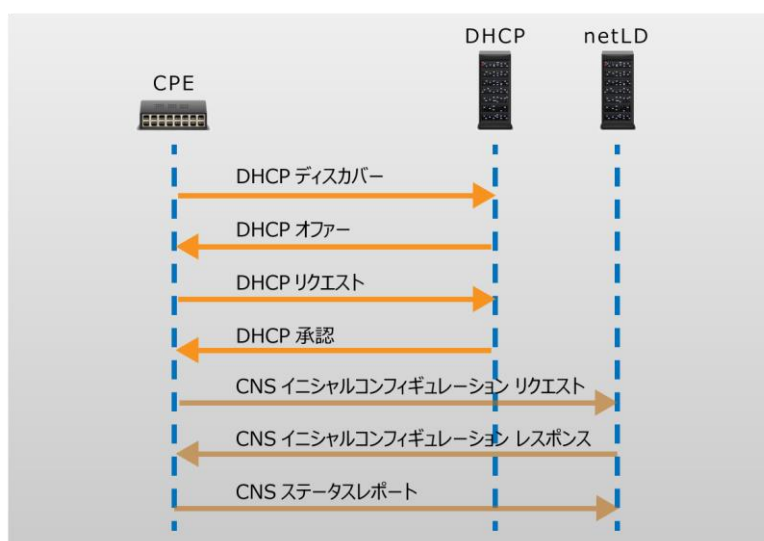 DHCP netLD
CPE
DHCP ディスカバー
DHCP オファー
DHCP リクエスト
DHCP 承認
CNS イニシャルコンフィギュレーション リクエスト
CNS イニシャルコンフィギュレーション レスポンス
CNS ステータスレポート